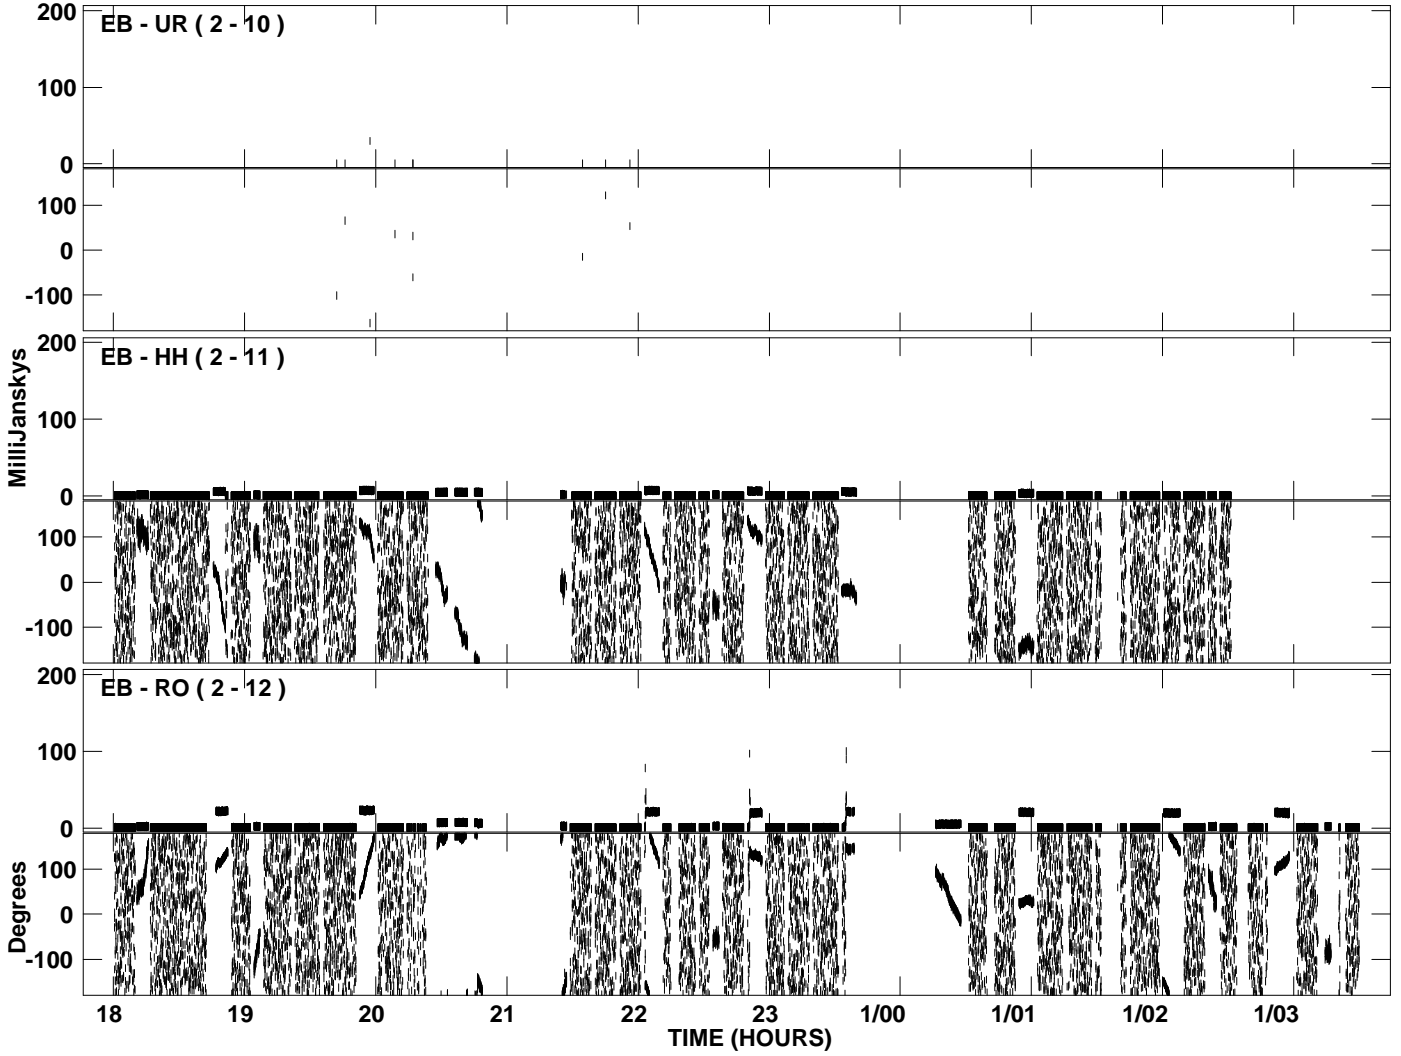 EB - UR ( 2 - 10 )
200
100
0
100
0
-100
EB - HH ( 2 - 11 )
200
100
0
100
0
-100
EB - RO ( 2 - 12 )
200
100
0
100
0
-100
MilliJanskys
Degrees
18 19 20 21 22 23 1/00 1/01 1/02 1/03
TIME (HOURS)